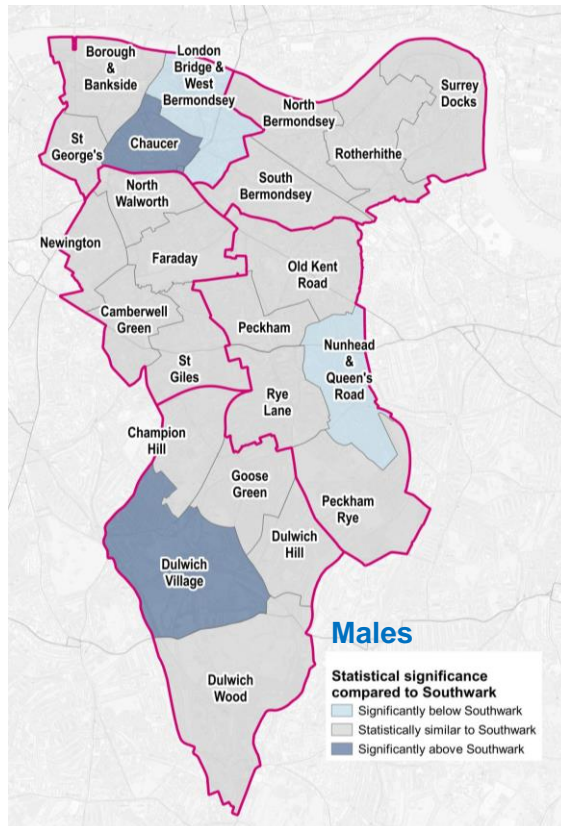 Borough
&
Bankside
London
Bridge &
West
Bermondsey
Surrey
Docks
North
Bermondsey
St
George's
Chaucer
Rotherhithe
South
Bermondsey
North
Walworth
Newington
Faraday
Old Kent
Road
Camberwell
Green
Peckham
Nunhead
&
Queen's
Road
St
Giles
Rye
Lane
Champion
Hill
Goose
Green
Peckham
Rye
Dulwich
Hill
Dulwich
Village
Dulwich
Wood
Males
Statistical significance
compared to Southwark
Significantly below Southwark
Statistically similar to Southwark
Significantly above Southwark